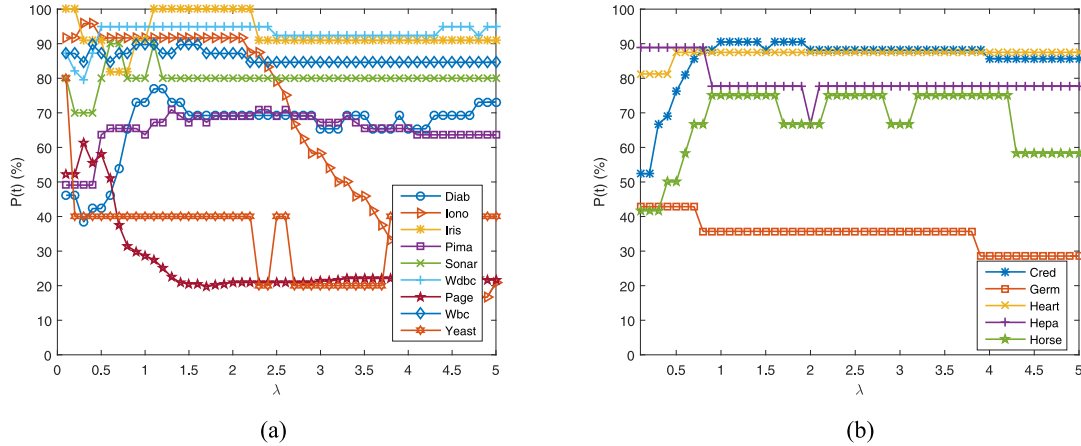 100
90
80
70
60
50
40
30
20
10
0
P(t) (%)
0 0.5 1 1.5 2 2.5 3 3.5 4 4.5 5
λ
Diab
Iono
Iris
Pima
Sonar
Wdbc
Page
Wbc
Yeast
(a)
100
90
80
70
60
50
40
30
20
10
0
P(t) (%)
0.5 1 1.5 2 2.5 3 3.5 4 4.5 5
λ
Cred
Germ
Heart
Hepa
Horse
(b)